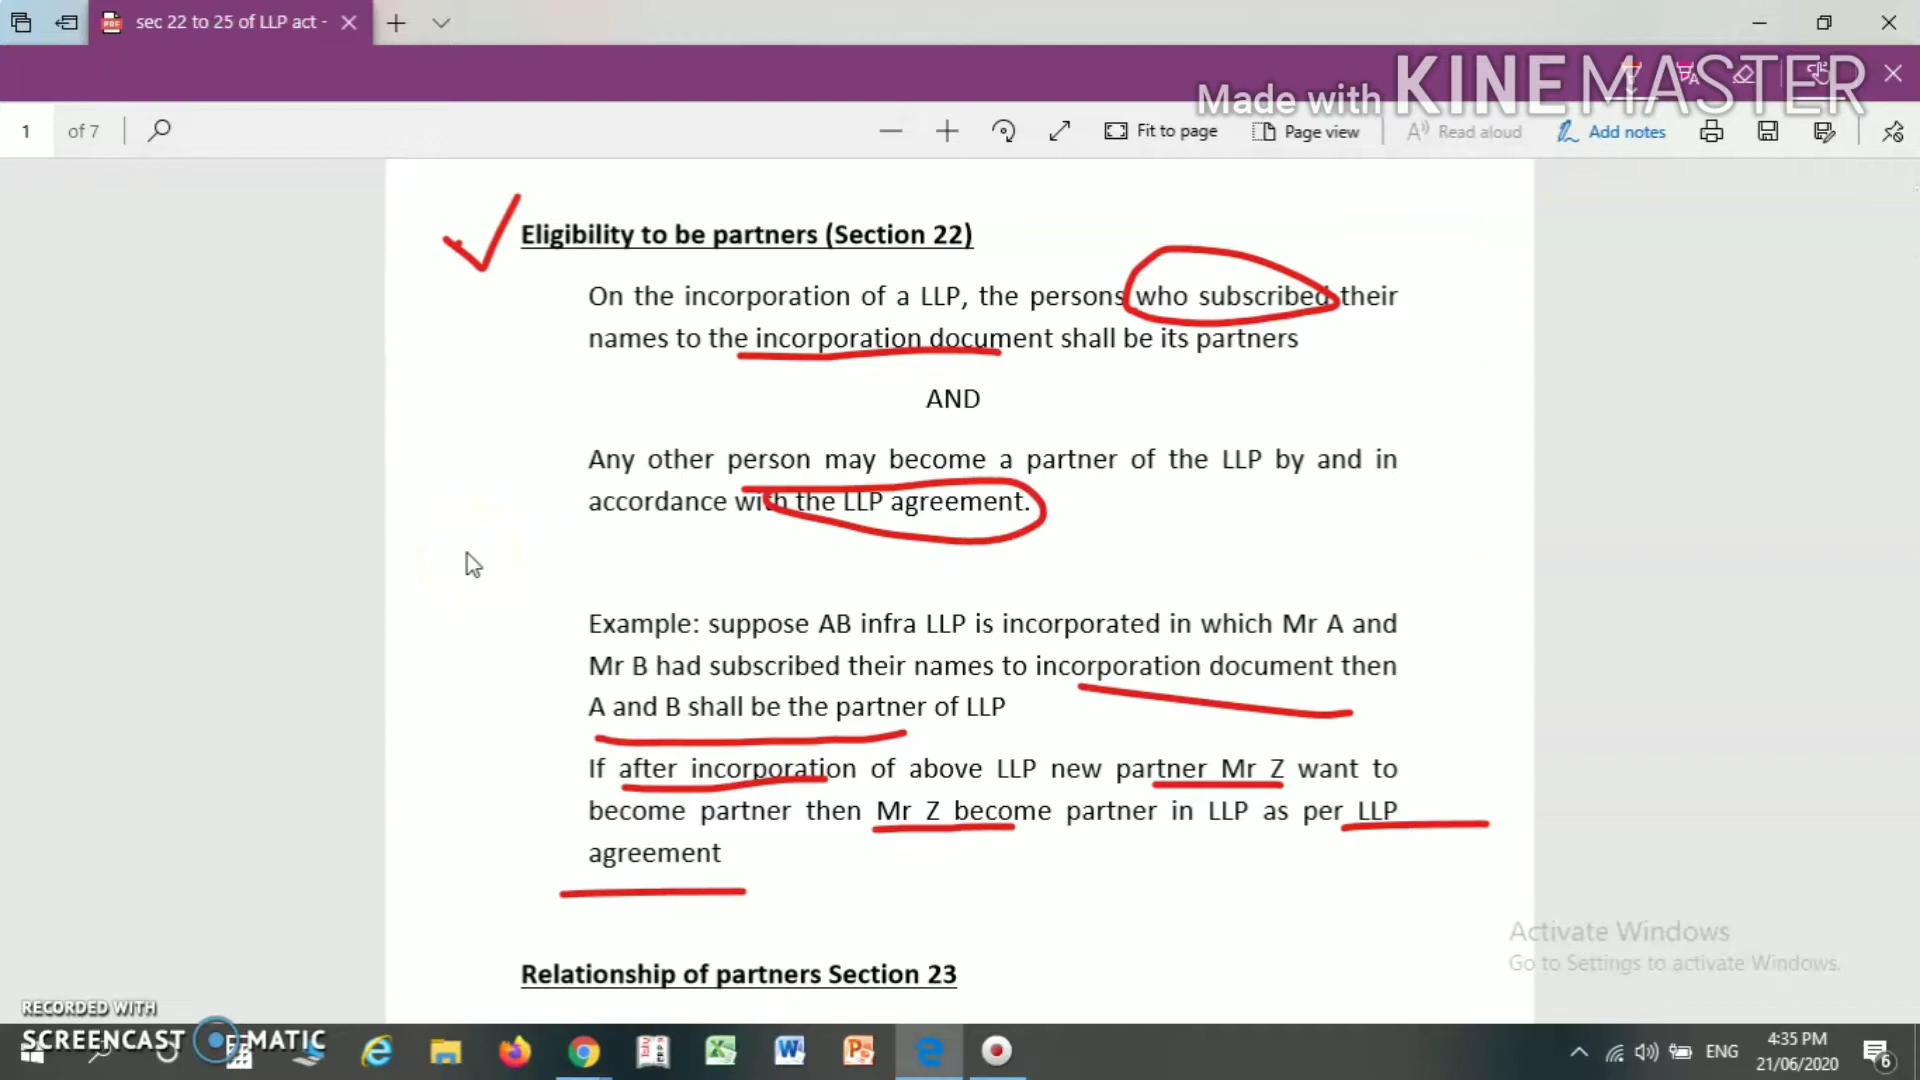 sec 22 to 25 of LLP act -
Made with KINEMASTER
1 of 7
Fit to page
Page view
Read aloud
Add notes
Eligibility to be partners (Section 22)
On the incorporation of a LLP, the persons who subscribed their
names to the incorporation document shall be its partners
AND
Any other person may become a partner of the LLP by and in
accordance with the LLP agreement.
Example: suppose AB infra LLP is incorporated in which Mr A and
Mr B had subscribed their names to incorporation document then
A and B shall be the partner of LLP
If after incorporation of above LLP new partner Mr Z want to
become partner then Mr Z become partner in LLP as per LLP
agreement
Activate Windows
Go to Settings to activate Windows.
Relationship of partners Section 23
RECORDED WITH
SCREENCAST MATIC
ENG
4:35 PM
21/06/2020
6